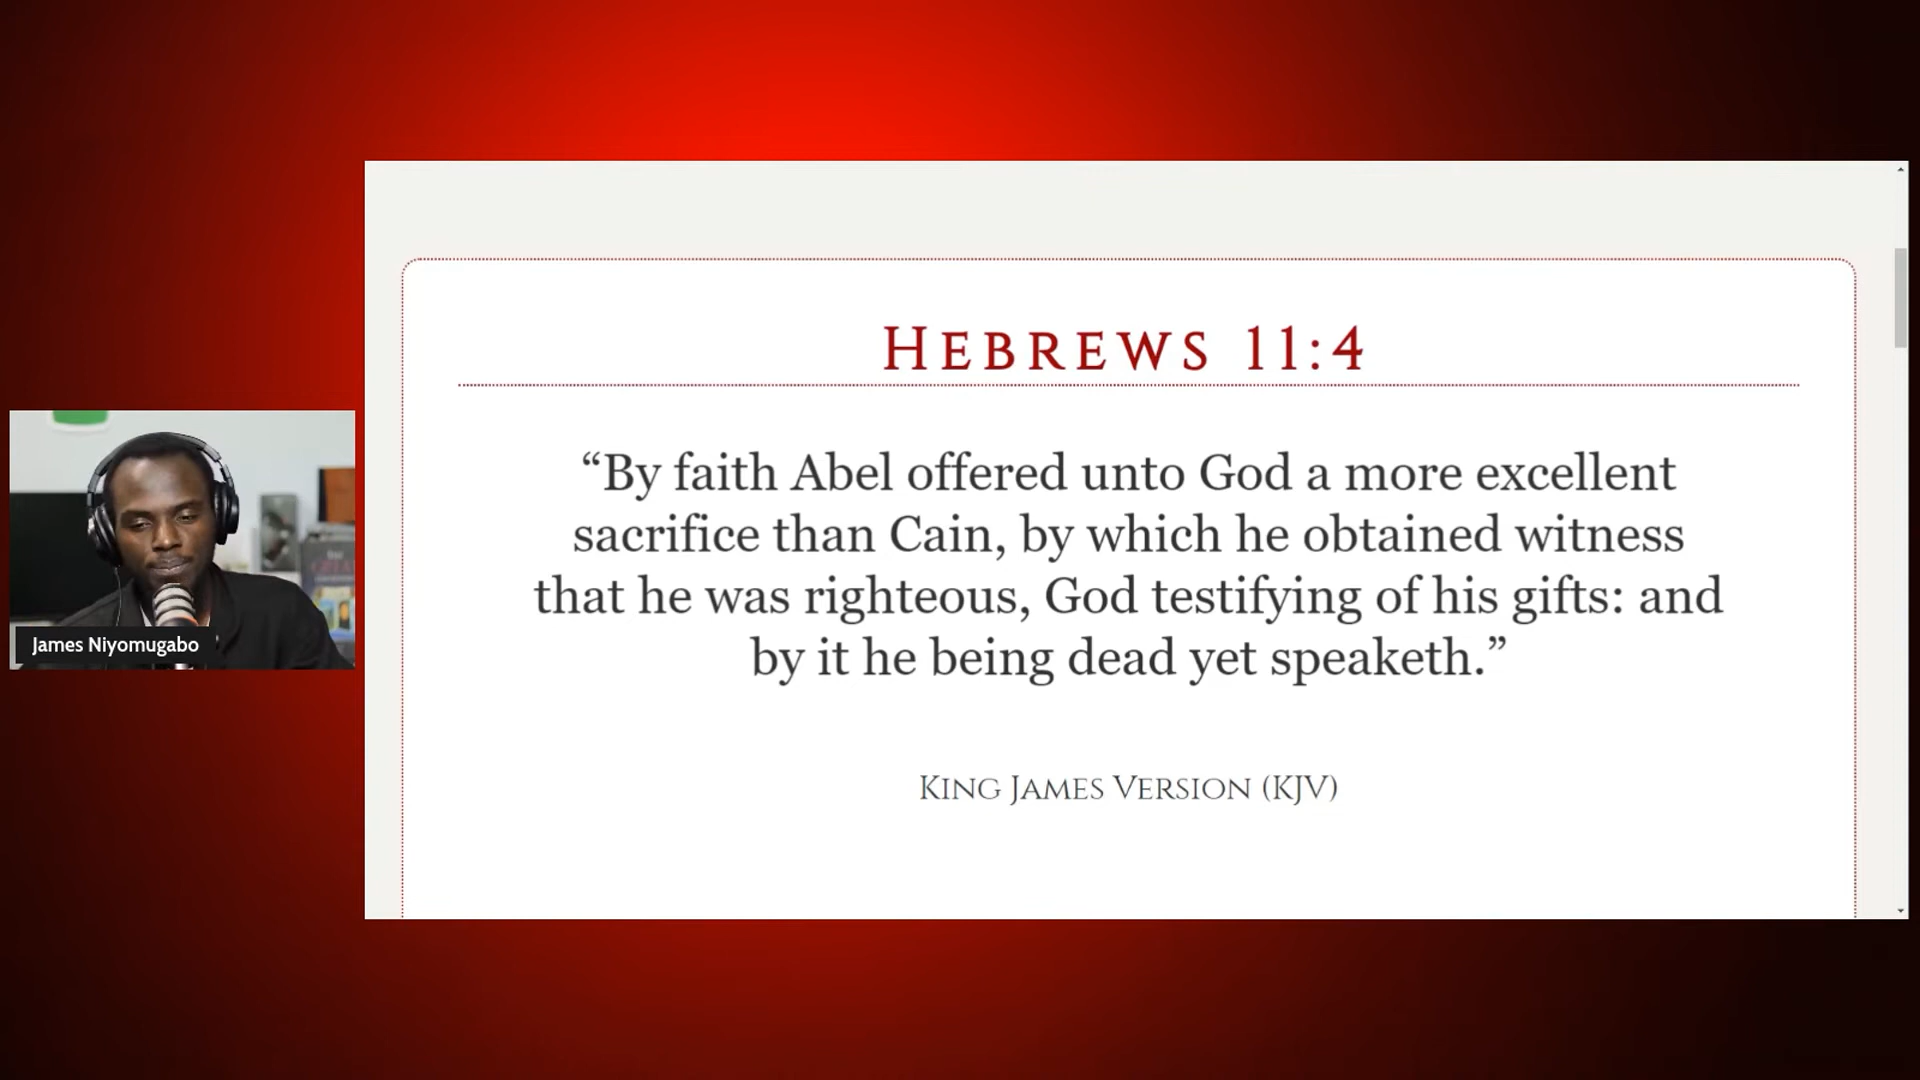 HEBREWS 11:4
“By faith Abel offered unto God a more excellent
sacrifice than Cain, by which he obtained witness
that he was righteous, God testifying of his gifts: and
by it he being dead yet speaketh.”
KING JAMES VERSION (KJV)
James Niyomugabo